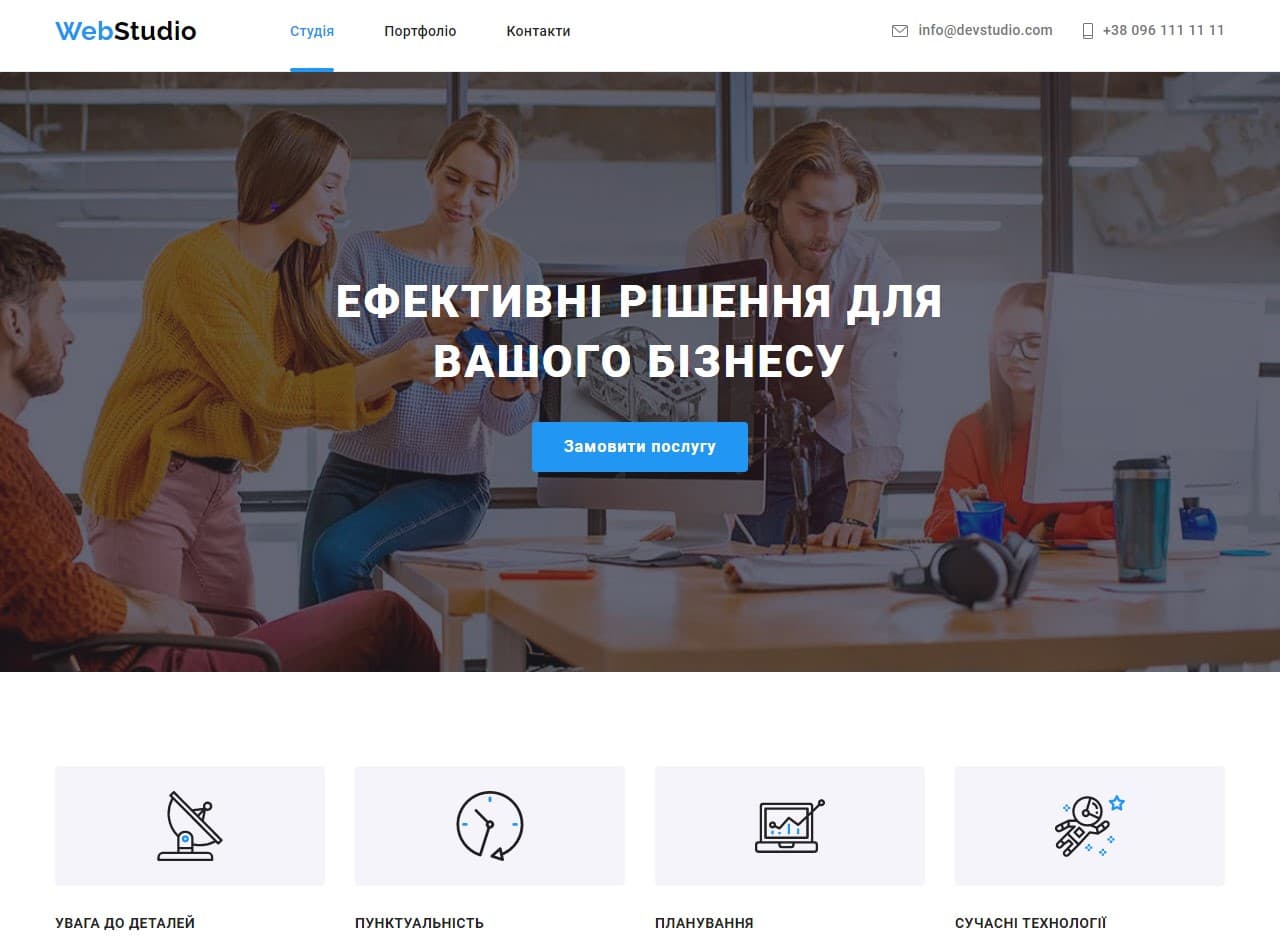 WebStudio
Студія
Портфоліо
Контакти
info@devstudio.com
+38 096 111 11 11
ЕФЕКТИВНІ РІШЕННЯ ДЛЯ
ВАШОГО БІЗНЕСУ
Замовити послугу
УВАГА ДО ДЕТАЛЕЙ
ПУНКТУАЛЬНІСТЬ
ПЛАНУВАННЯ
СУЧАСНІ ТЕХНОЛОГІЇ